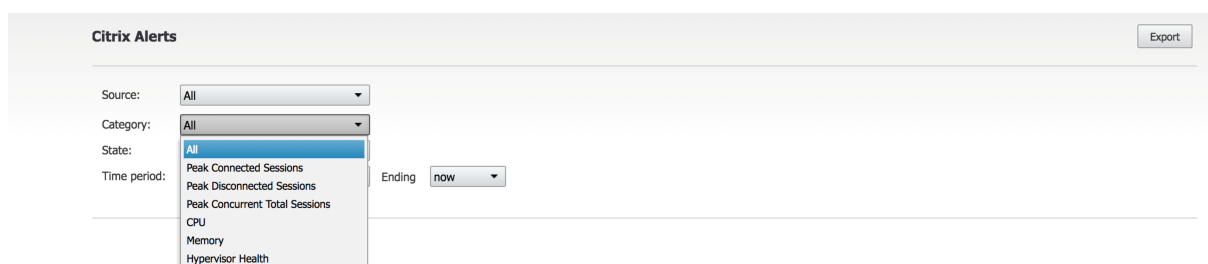 Citrix Alerts Export
Source: All
Category: All
State: All
Time period: Peak Connected Sessions Ending now
Peak Disconnected Sessions
Peak Concurrent Total Sessions
CPU
Memory
Hypervisor Health